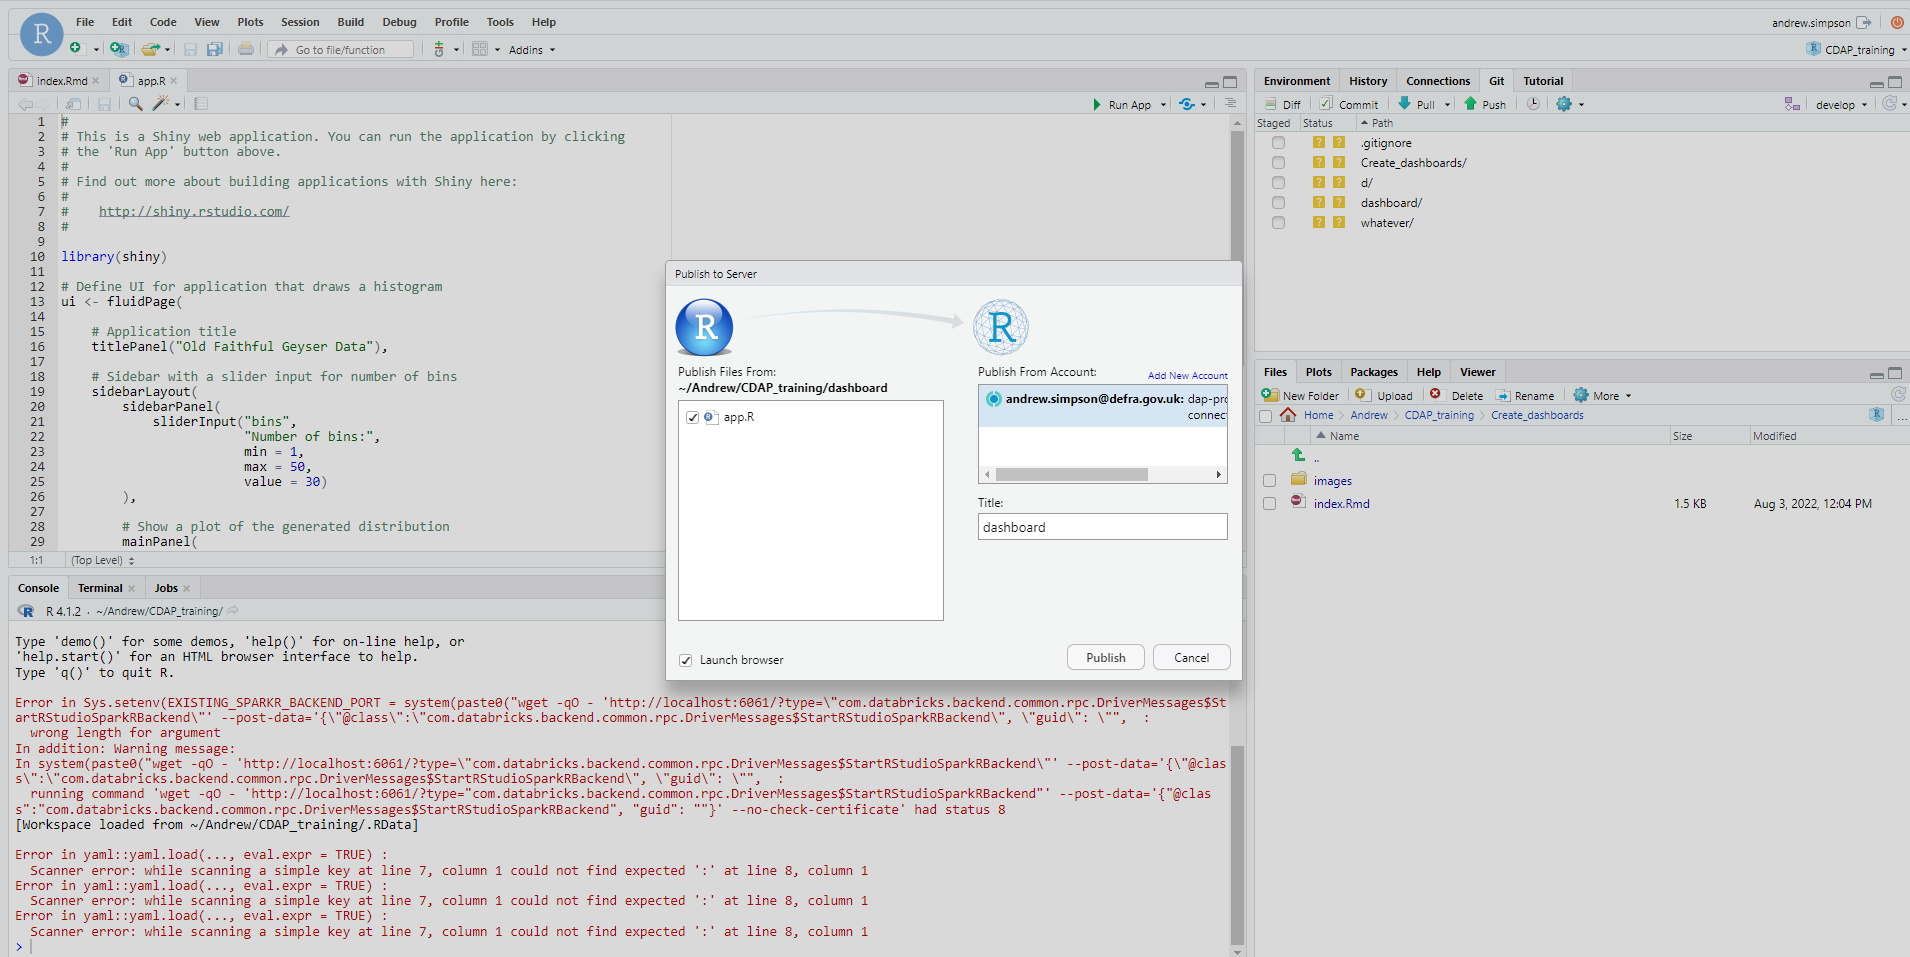 File Edit Code View Plots Session Build Debug Profile Tools Help
andrew.simpson
Go to file/function
Addins
CDAP_training
index.Rmd
app.R
Run App
1 #
2 # This is a Shiny web application. You can run the application by clicking
3 # the 'Run App' button above.
4 #
5 # Find out more about building applications with Shiny here:
6 #
7 #    http://shiny.rstudio.com/
8 #
9
10 library(shiny)
11
12 # Define UI for application that draws a histogram
13 ui <- fluidPage(
14
15     # Application title
16     titlePanel("Old Faithful Geyser Data"),
17
18     # Sidebar with a slider input for number of bins
19     sidebarLayout(
20         sidebarPanel(
21             sliderInput("bins",
22                         "Number of bins:",
23                         min = 1,
24                         max = 50,
25                         value = 30)
26         ),
27
28         # Show a plot of the generated distribution
29         mainPanel(
1:1 (Top Level)
Console Terminal Jobs
R 4.1.2 · ~/Andrew/CDAP_training/
Type 'demo()' for some demos, 'help()' for on-line help, or
'help.start()' for an HTML browser interface to help.
Type 'q()' to quit R.
Error in Sys.setenv(EXISTING_SPARKR_BACKEND_PORT = system(paste0("wget -qO - 'http://localhost:6061/?type=\"com.databricks.backend.common.rpc.DriverMessages$St
artRStudioSparkRBackend\"' --post-data='{\"@class\":\"com.databricks.backend.common.rpc.DriverMessages$StartRStudioSparkRBackend\", \"guid\": \"",  :
  wrong length for argument
In addition: Warning message:
In system(paste0("wget -qO - 'http://localhost:6061/?type=\"com.databricks.backend.common.rpc.DriverMessages$StartRStudioSparkRBackend\"' --post-data='{\"@clas
s\":\"com.databricks.backend.common.rpc.DriverMessages$StartRStudioSparkRBackend\", \"guid\": \"",  :
  running command 'wget -qO - 'http://localhost:6061/?type="com.databricks.backend.common.rpc.DriverMessages$StartRStudioSparkRBackend"' --post-data='{"@clas
s":"com.databricks.backend.common.rpc.DriverMessages$StartRStudioSparkRBackend", "guid": ""}' --no-check-certificate' had status 8
[Workspace loaded from ~/Andrew/CDAP_training/.RData]
Error in yaml::yaml.load(..., eval.expr = TRUE) :
  Scanner error: while scanning a simple key at line 7, column 1 could not find expected ':' at line 8, column 1
Error in yaml::yaml.load(..., eval.expr = TRUE) :
  Scanner error: while scanning a simple key at line 7, column 1 could not find expected ':' at line 8, column 1
Error in yaml::yaml.load(..., eval.expr = TRUE) :
  Scanner error: while scanning a simple key at line 7, column 1 could not find expected ':' at line 8, column 1
>
Publish to Server
Publish Files From:
~/Andrew/CDAP_training/dashboard
app.R
Publish From Account: Add New Account
andrew.simpson@defra.gov.uk: dap-pro
connect
Title:
dashboard
Launch browser
Publish Cancel
Environment History Connections Git Tutorial
Diff Commit Pull Push develop
Staged Status Path
? ? .gitignore
? ? Create_dashboards/
? ? d/
? ? dashboard/
? ? whatever/
Files Plots Packages Help Viewer
New Folder Upload Delete Rename More
Home Andrew CDAP_training Create_dashboards ...
Name Size Modified
..
images
index.Rmd 1.5 KB Aug 3, 2022, 12:04 PM